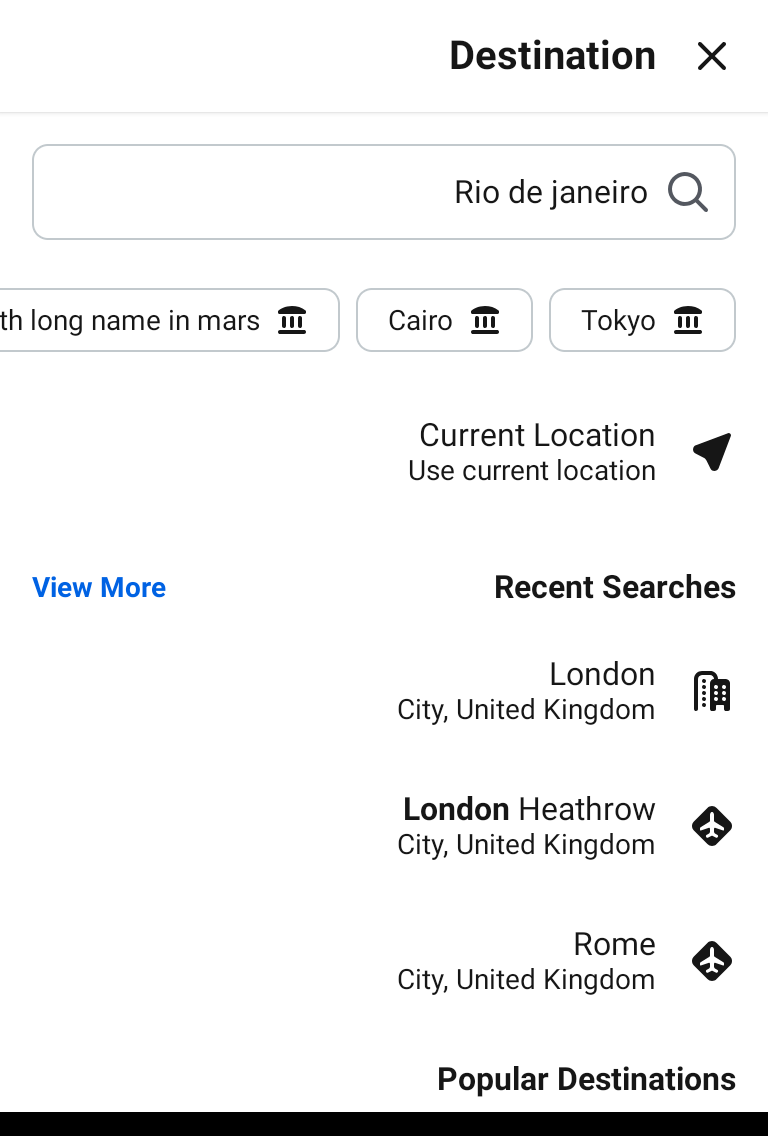 Destination
Rio de janeiro
Tokyo
Cairo
th long name in mars
Current Location
Use current location
Recent Searches
View More
London
City, United Kingdom
London Heathrow
City, United Kingdom
Rome
City, United Kingdom
Popular Destinations